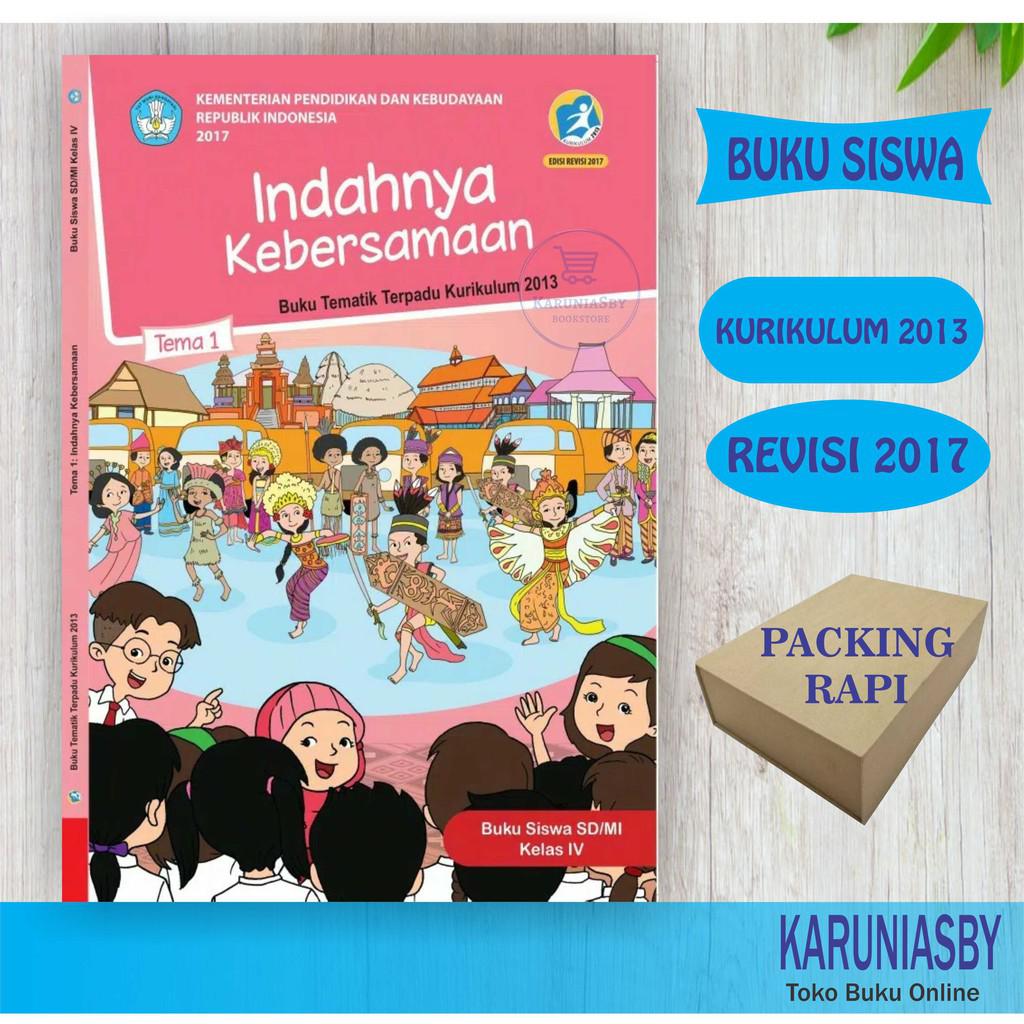 KEMENTERIAN PENDIDIKAN DAN KEBUDAYAAN
REPUBLIK INDONESIA
2017
KURIKULUM 2013
EDISI REVISI 2017
Indahnya
Kebersamaan
Buku Tematik Terpadu Kurikulum 2013
Tema 1
KARUNIASBY
BOOKSTORE
Buku Siswa SD/MI
Kelas IV
Buku Siswa SD/MI Kelas IV
Tema 1: Indahnya Kebersamaan
Buku Tematik Terpadu Kurikulum 2013
BUKU SISWA
KURIKULUM 2013
REVISI 2017
PACKING
RAPI
KARUNIASBY
Toko Buku Online